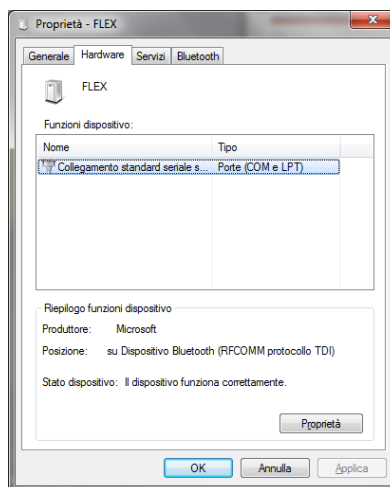 Proprietà - FLEX
Generale Hardware Servizi Bluetooth
FLEX
Funzioni dispositivo:
Nome Tipo
Collegamento standard seriale s... Porte (COM e LPT)
Riepilogo funzioni dispositivo
Produttore: Microsoft
Posizione: su Dispositivo Bluetooth (RFCOMM protocollo TDI)
Stato dispositivo: Il dispositivo funziona correttamente.
Proprietà
OK Annulla Applica